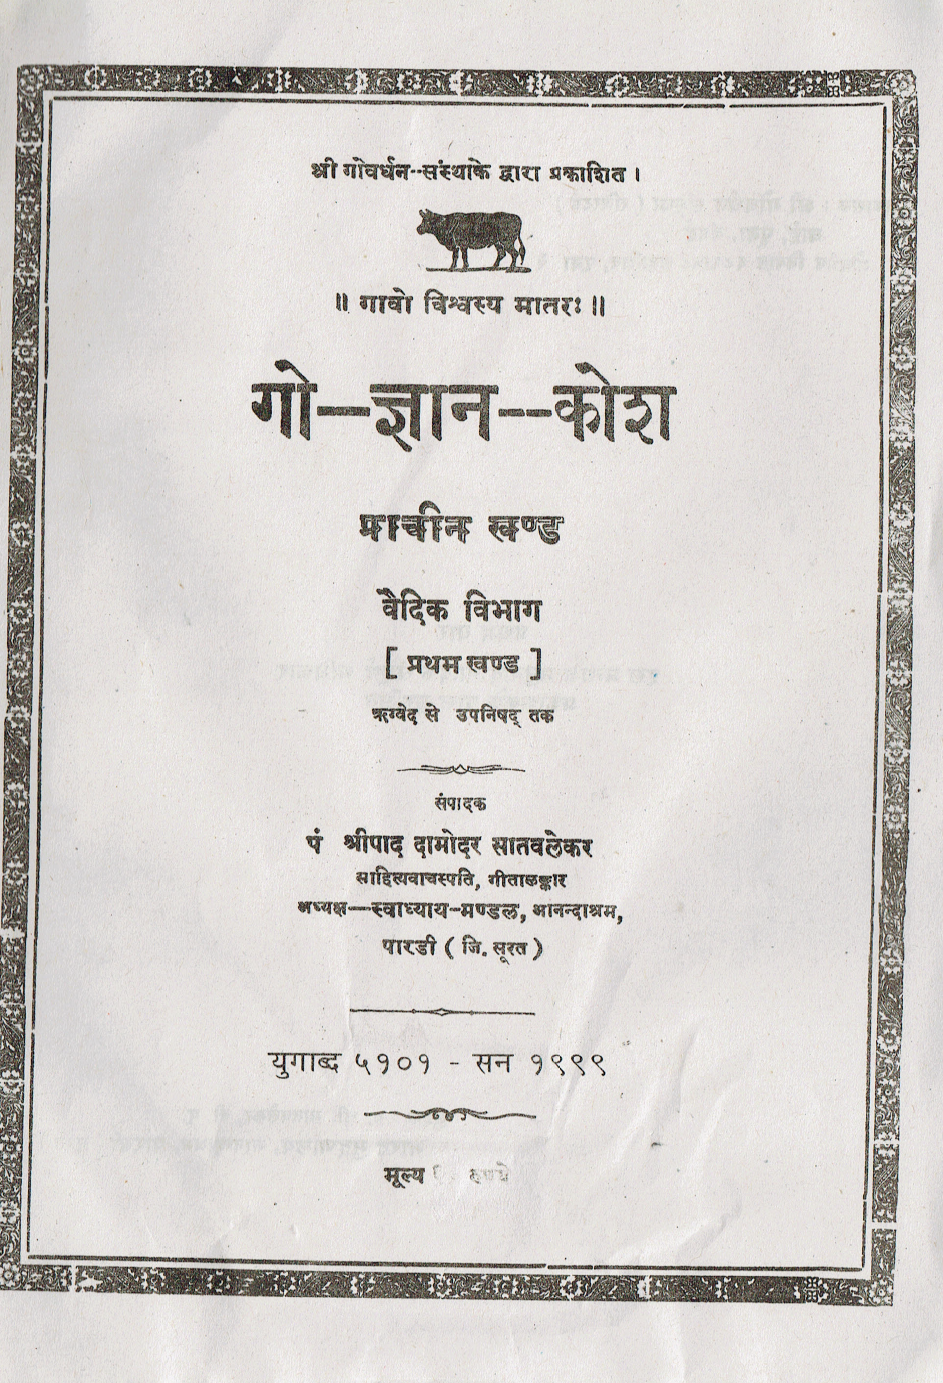 श्री गोवर्धन--संस्थाके द्वारा प्रकाशित ।
॥ गावो विश्वस्य मातरः ॥
गो—ज्ञान--कोश
प्राचीन खण्ड
वैदिक विभाग
[ प्रथम खण्ड ]
ऋग्वेद से उपनिषद् तक
संपादक
पं श्रीपाद दामोदर सातवलेकर
साहित्यवाचस्पति, गीतालङ्कार
अध्यक्ष—स्वाध्याय-मण्डल, आनन्दाश्रम,
पारडी ( जि. सूरत )
युगाब्द ५१०१ - सन १९९९
मूल्य